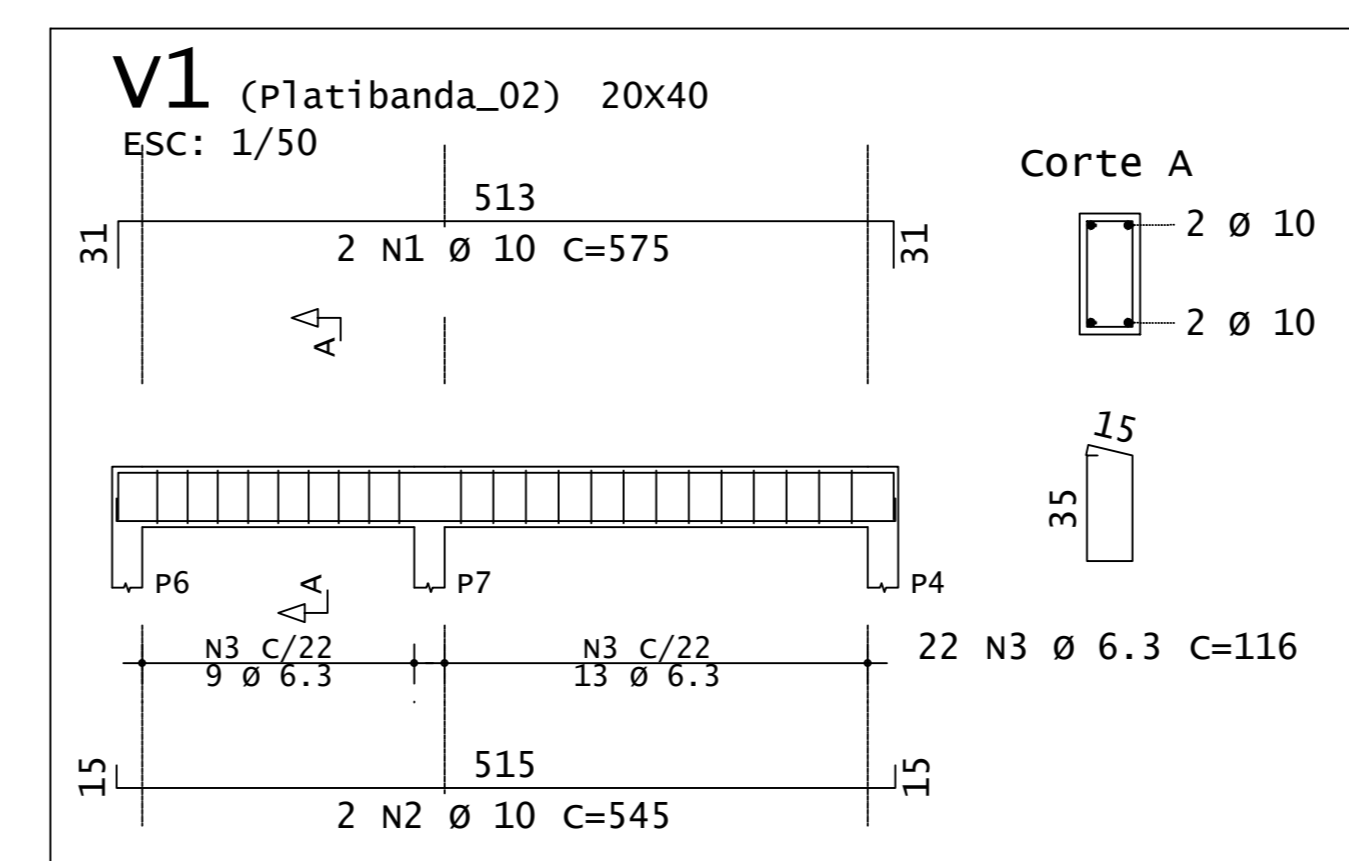 V1 (Platibanda_02) 20X40
ESC: 1/50
Corte A
513
31
31
2 N1 Ø 10 C=575
2 Ø 10
2 Ø 10
A
15
35
P6
P7
P4
A
N3 C/22
9 Ø 6.3
N3 C/22
13 Ø 6.3
22 N3 Ø 6.3 C=116
515
15
15
2 N2 Ø 10 C=545